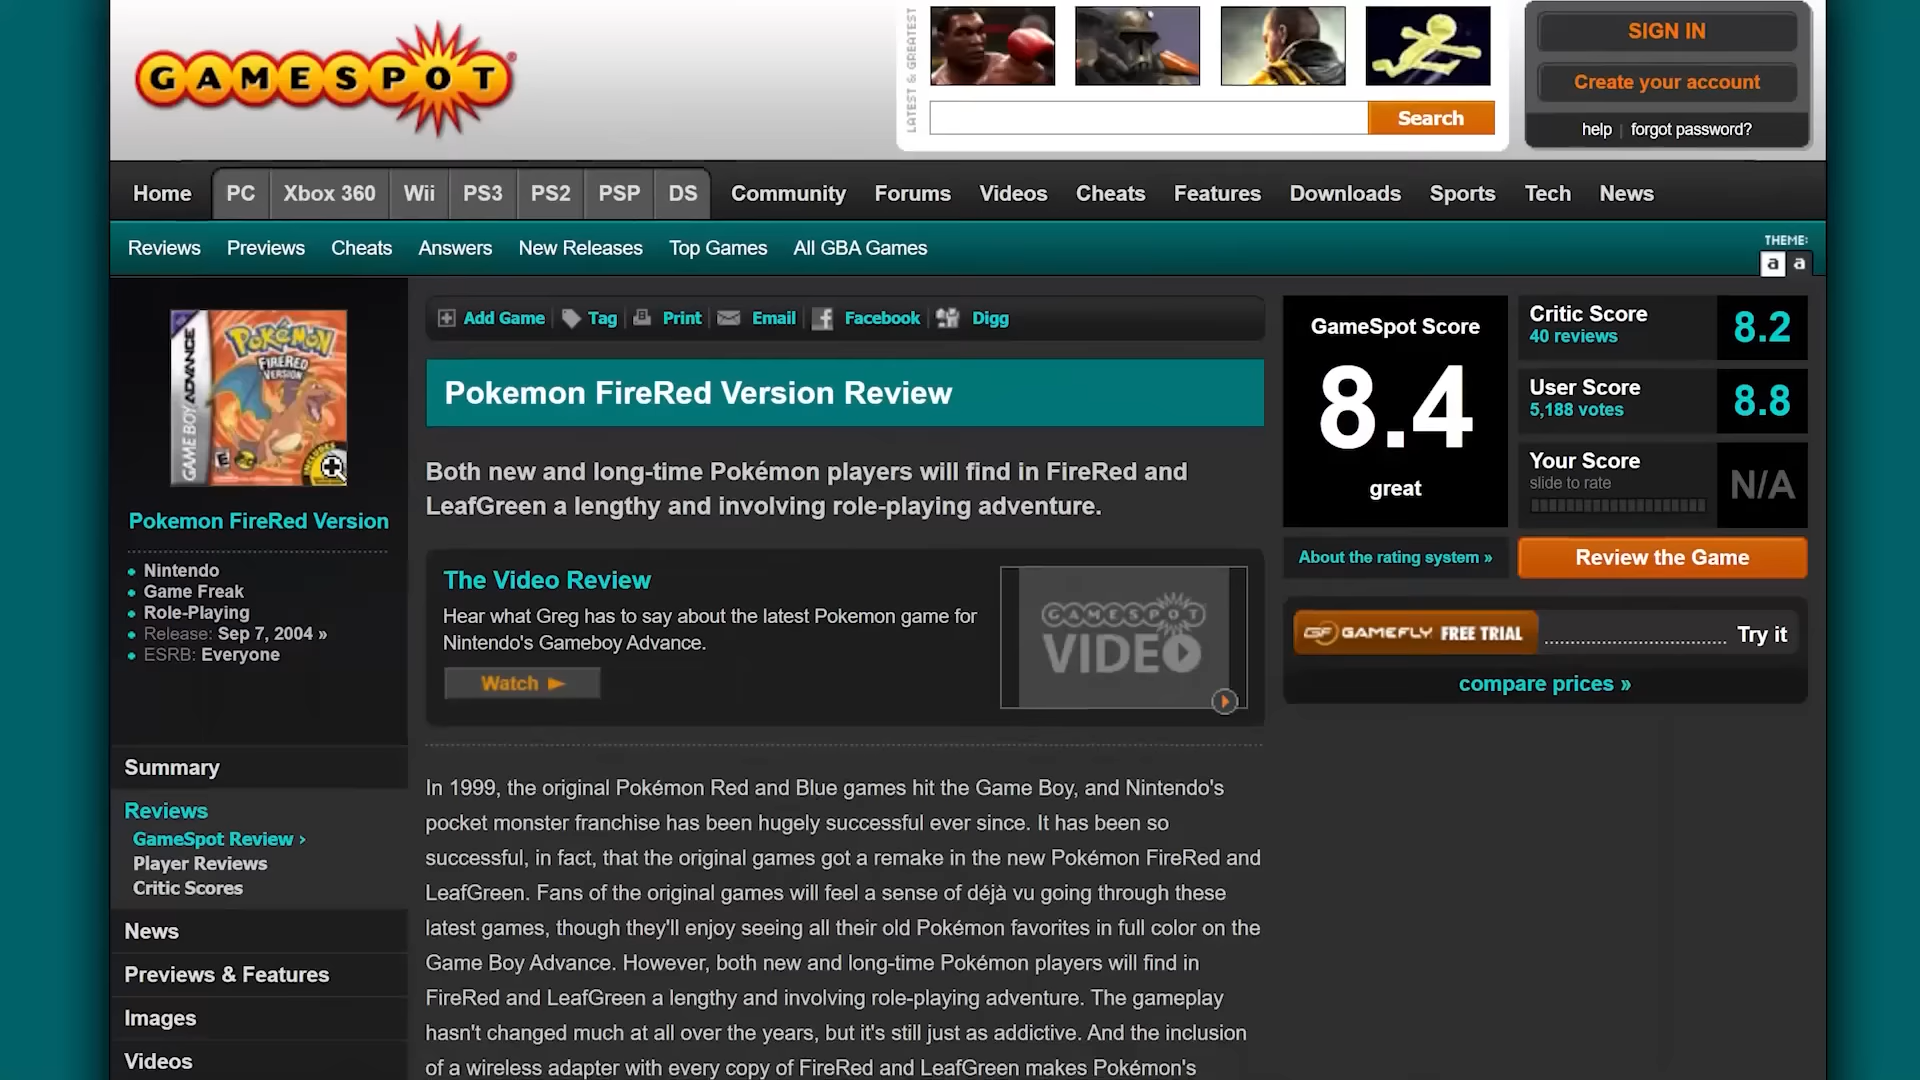 GAMESPOT
LATEST & GREATEST
Search
SIGN IN
Create your account
help | forgot password?
Home PC Xbox 360 Wii PS3 PS2 PSP DS Community Forums Videos Cheats Features Downloads Sports Tech News
Reviews Previews Cheats Answers New Releases Top Games All GBA Games
THEME:
a a
GAME BOY ADVANCE
POKéMON
FIRERED
VERSION
E
Pokemon FireRed Version
Nintendo
Game Freak
Role-Playing
Release: Sep 7, 2004 »
ESRB: Everyone
Summary
Reviews
GameSpot Review ›
Player Reviews
Critic Scores
News
Previews & Features
Images
Videos
Add Game Tag Print Email Facebook Digg
Pokemon FireRed Version Review
Both new and long-time Pokémon players will find in FireRed and
LeafGreen a lengthy and involving role-playing adventure.
The Video Review
Hear what Greg has to say about the latest Pokemon game for
Nintendo's Gameboy Advance.
Watch
GAMESPOT
VIDEO
In 1999, the original Pokémon Red and Blue games hit the Game Boy, and Nintendo's
pocket monster franchise has been hugely successful ever since. It has been so
successful, in fact, that the original games got a remake in the new Pokémon FireRed and
LeafGreen. Fans of the original games will feel a sense of déjà vu going through these
latest games, though they'll enjoy seeing all their old Pokémon favorites in full color on the
Game Boy Advance. However, both new and long-time Pokémon players will find in
FireRed and LeafGreen a lengthy and involving role-playing adventure. The gameplay
hasn't changed much at all over the years, but it's still just as addictive. And the inclusion
of a wireless adapter with every copy of FireRed and LeafGreen makes Pokémon's
GameSpot Score
8.4
great
About the rating system »
Critic Score
40 reviews
8.2
User Score
5,188 votes
8.8
Your Score
slide to rate
N/A
Review the Game
GF GAMEFLY FREE TRIAL Try it
compare prices »